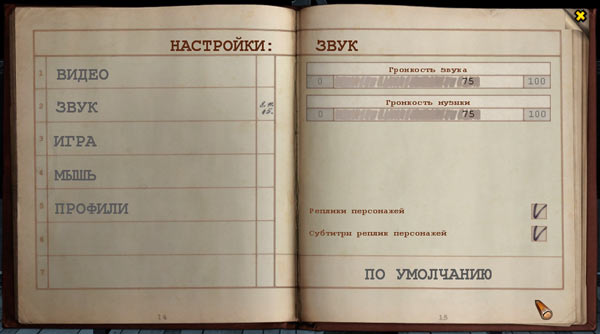 НАСТРОЙКИ:
1 ВИДЕО
2 ЗВУК
3 ИГРА
4 МЫШЬ
5 ПРОФИЛИ
6
7
14
ЗВУК
Громкость звука
0 75 100
Громкость музыки
0 75 100
Реплики персонажей
Субтитри реплик персонажей
ПО УМОЛЧАНИЮ
15